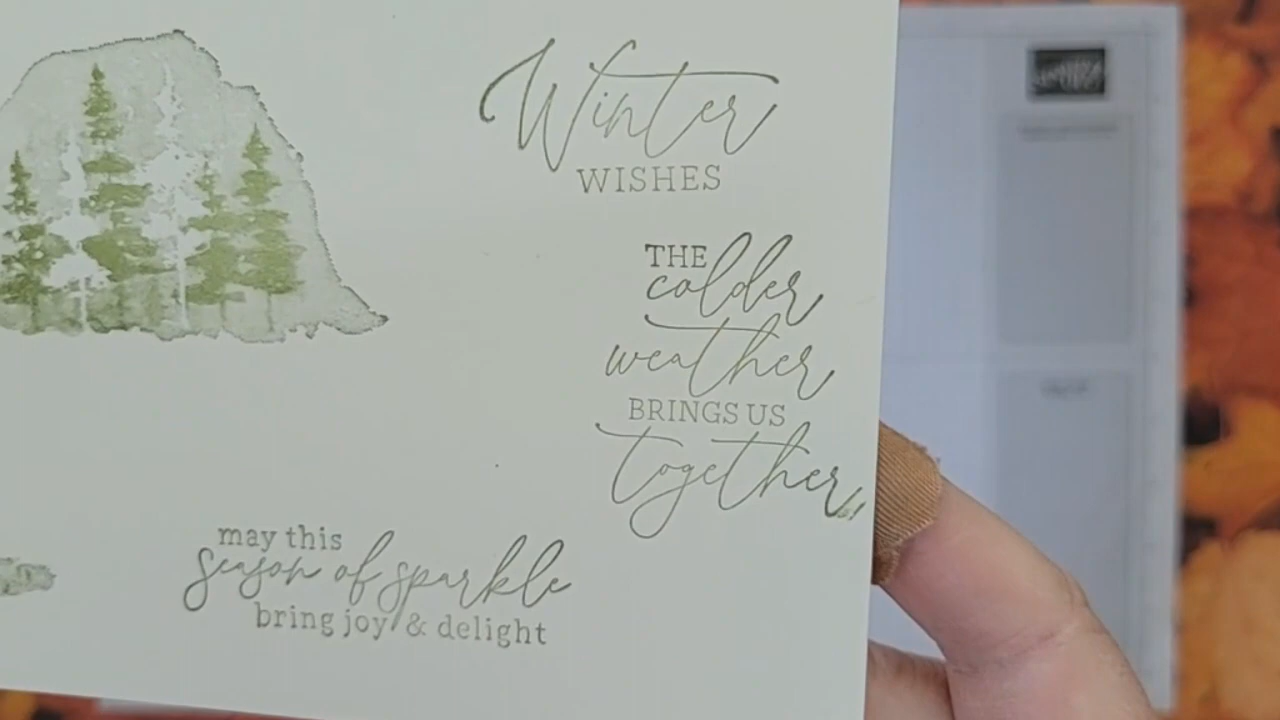 Winter
WISHES
THE
colder
weather
BRINGS US
together
may this
season of sparkle
bring joy & delight